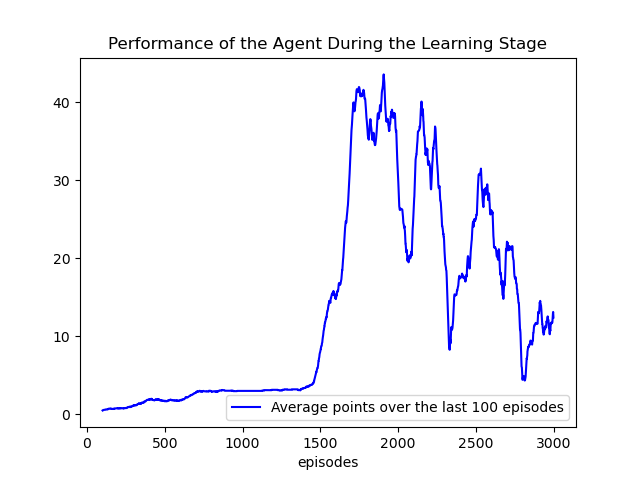 Performance of the Agent During the Learning Stage
40
30
20
10
0
Average points over the last 100 episodes
0 500 1000 1500 2000 2500 3000
episodes